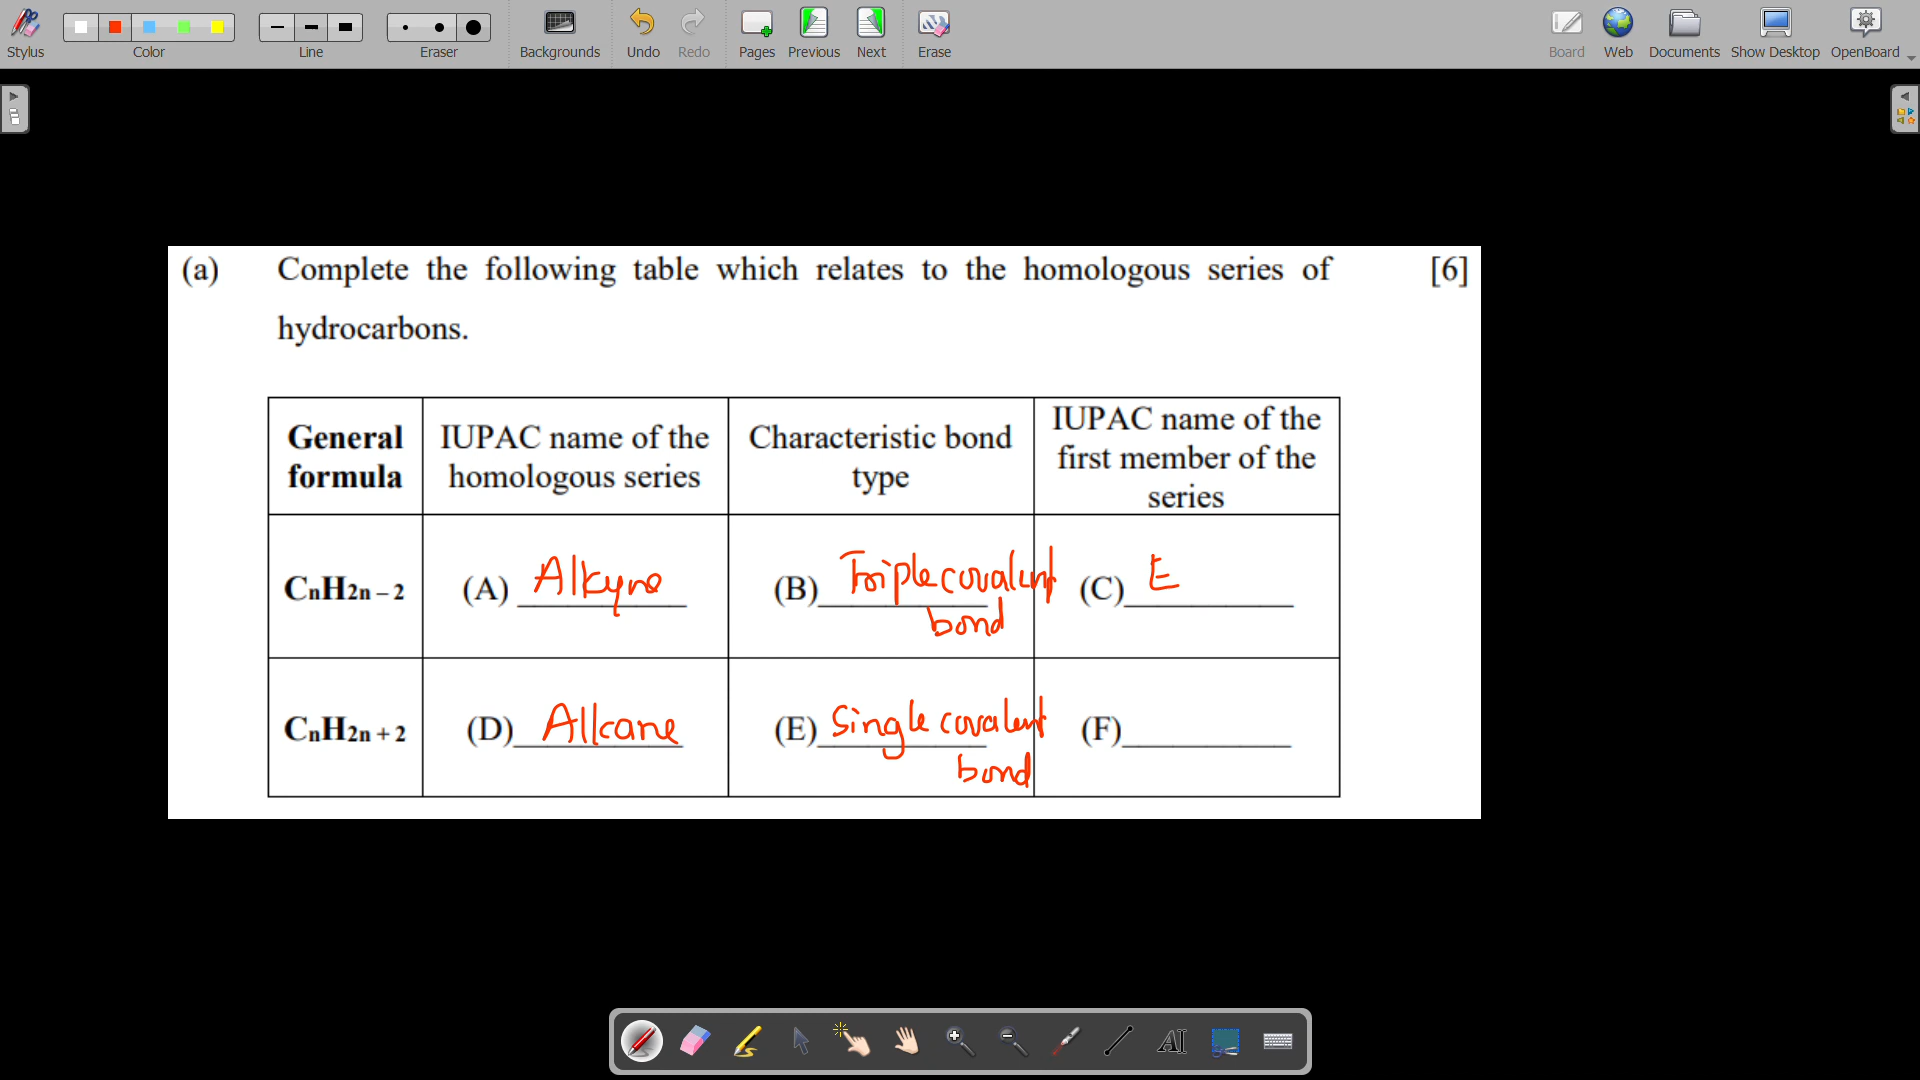 Stylus Color Line Eraser Backgrounds Undo Redo Pages Previous Next Erase Board Web Documents Show Desktop OpenBoard
(a) Complete the following table which relates to the homologous series of [6]
hydrocarbons.
General formula
IUPAC name of the homologous series
Characteristic bond type
IUPAC name of the first member of the series
CnH2n – 2
(A) Alkyne
(B) Triple covalent bond
(C) E
CnH2n + 2
(D) Alkane
(E) Single covalent bond
(F)
AI